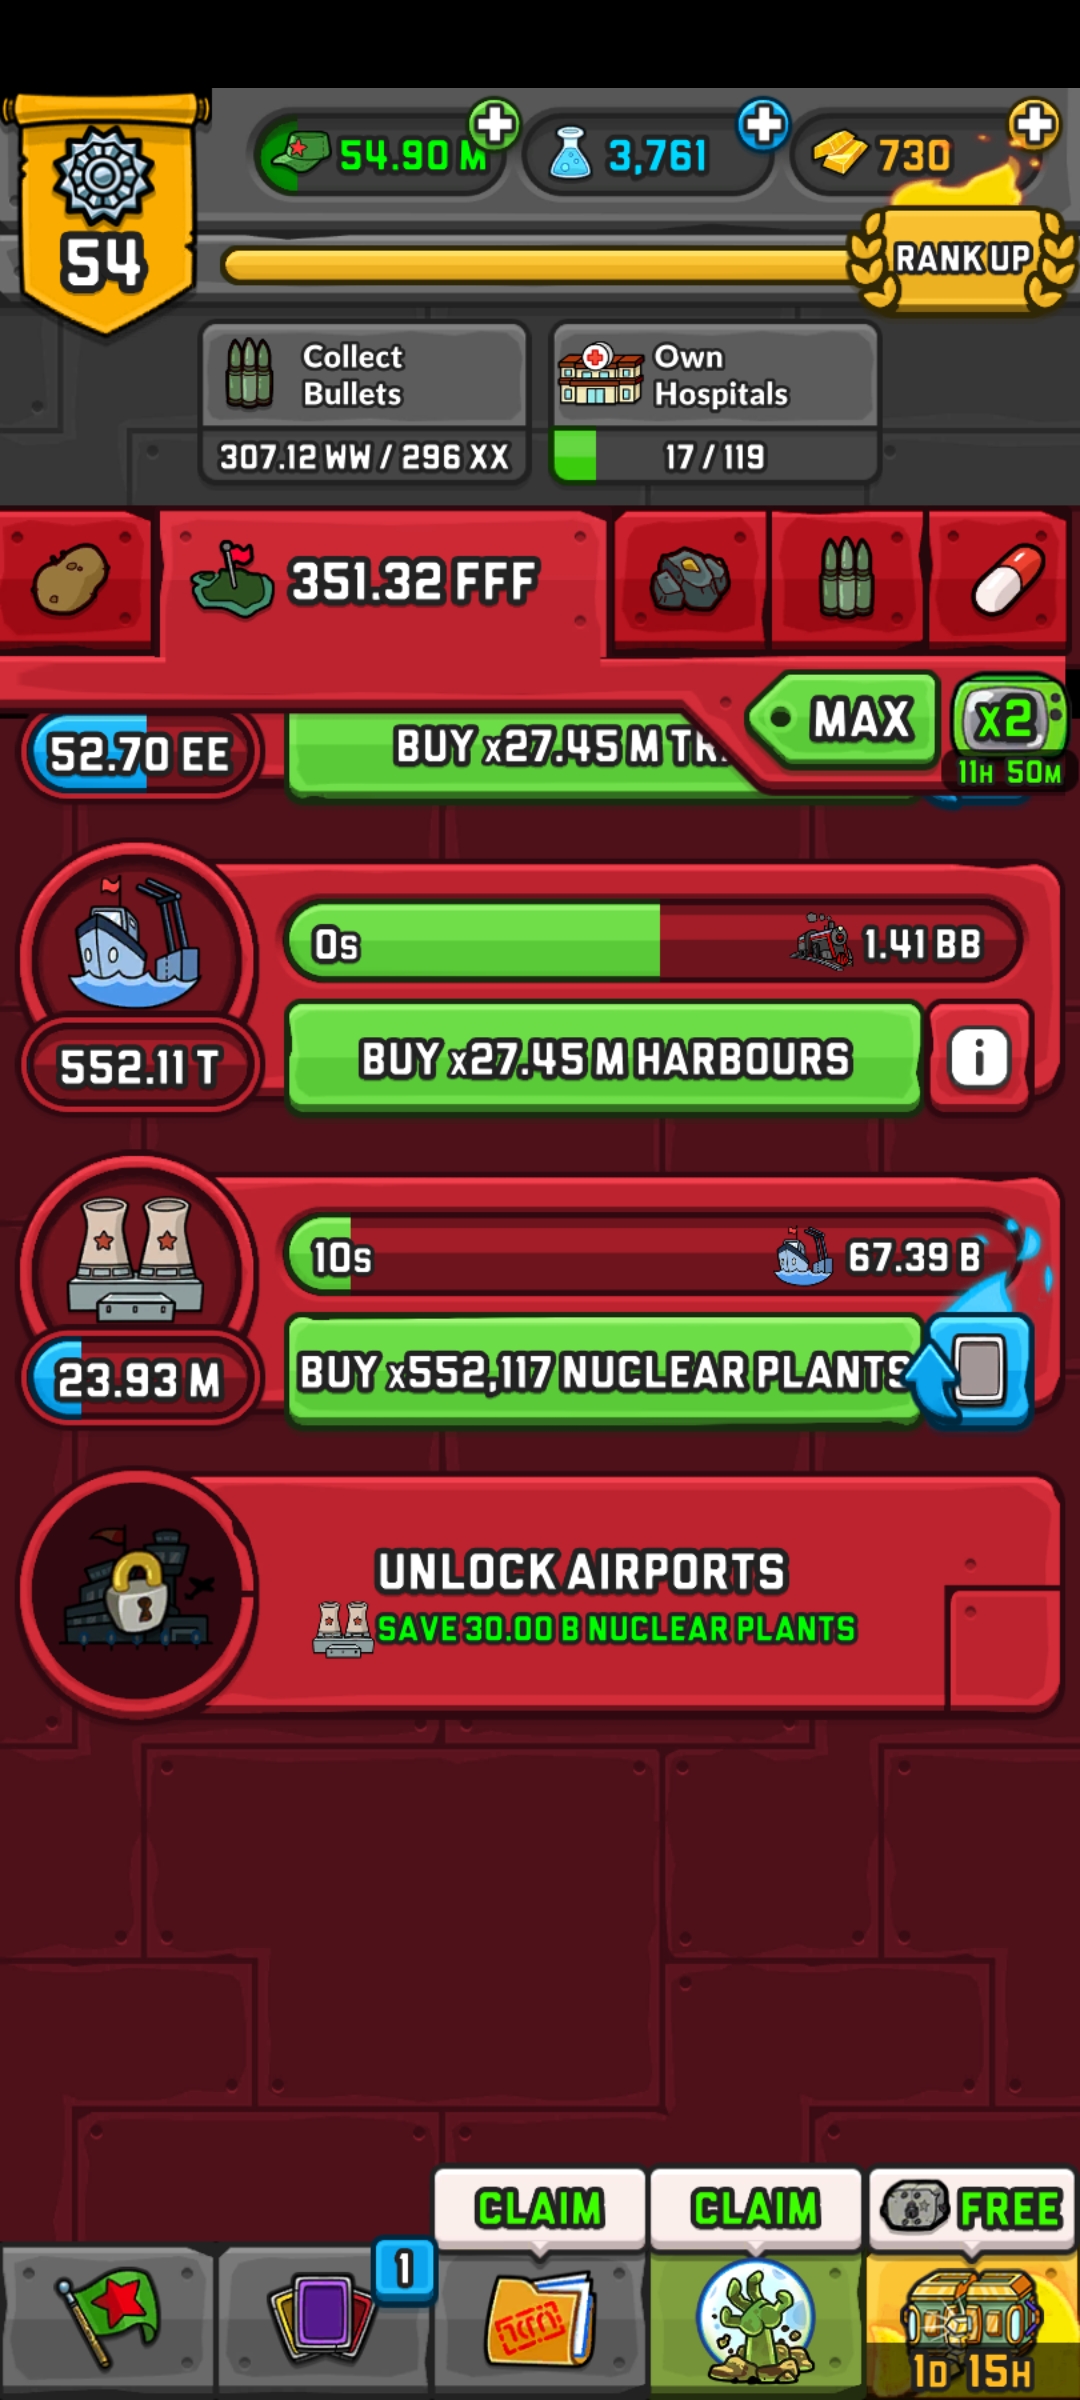 54.90 M
3,761
730
54
RANK UP
Collect
Bullets
307.12 WW / 296 XX
Own
Hospitals
17 / 119
351.32 FFF
MAX
x2
11H 50M
52.70 EE
BUY x27.45 M TR
0s
1.41 BB
552.11 T
BUY x27.45 M HARBOURS
i
10s
67.39 B
23.93 M
BUY x552,117 NUCLEAR PLANTS
UNLOCK AIRPORTS
SAVE 30.00 B NUCLEAR PLANTS
CLAIM
CLAIM
FREE
1
1D 15H